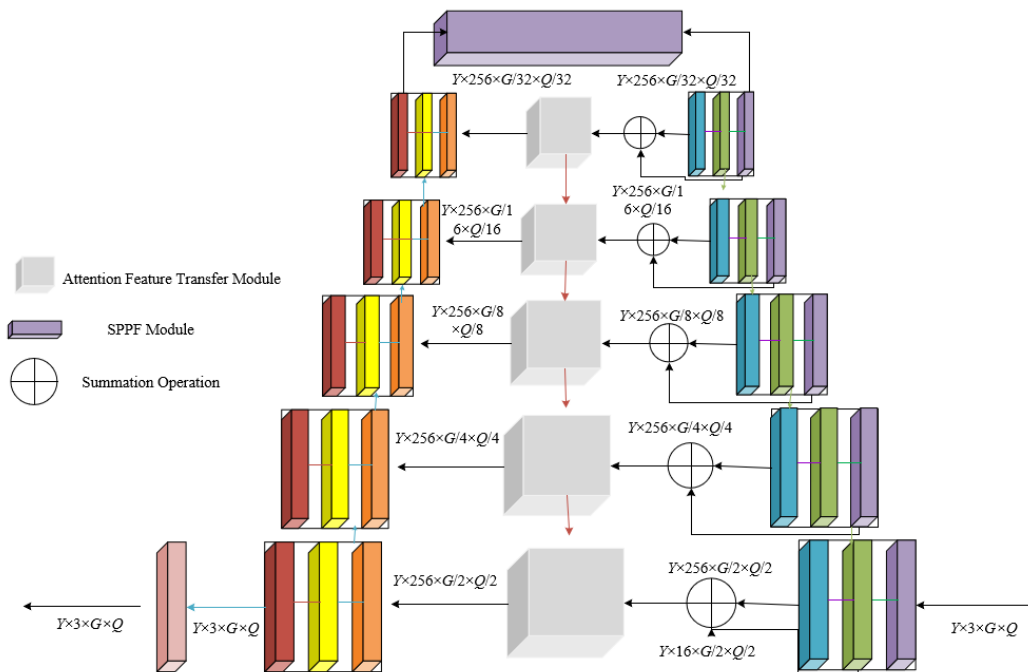 Y×256×G/32×Q/32
Y×256×G/32×Q/32
Y×256×G/1
6×Q/16
Y×256×G/1
6×Q/16
Attention Feature Transfer Module
SPPF Module
Summation Operation
Y×256×G/8
×Q/8
Y×256×G/8×Q/8
Y×256×G/4×Q/4
Y×256×G/4×Q/4
Y×256×G/2×Q/2
Y×256×G/2×Q/2
Y×3×G×Q
Y×3×G×Q
Y×16×G/2×Q/2
Y×3×G×Q